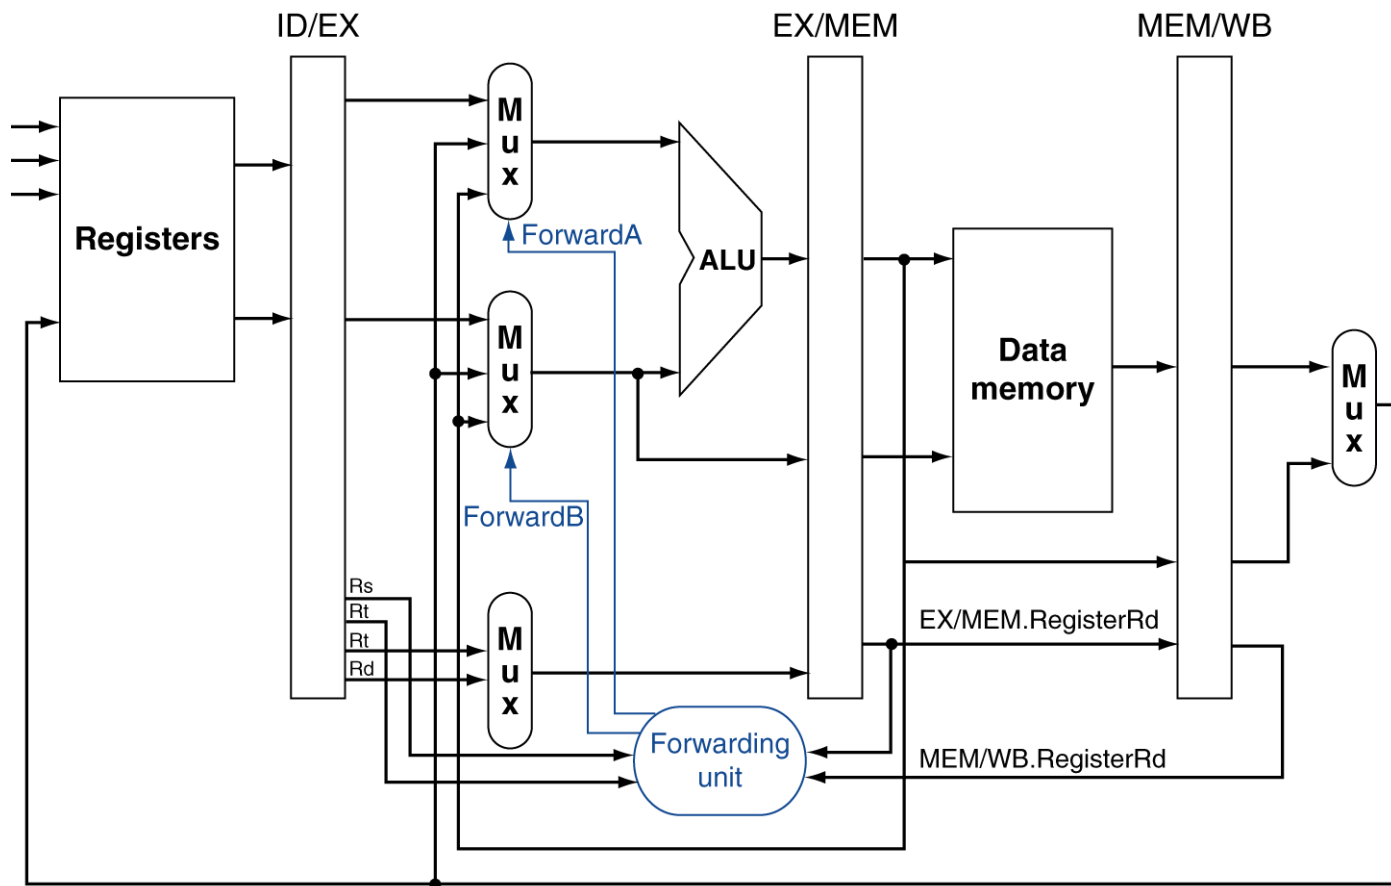 ID/EX
EX/MEM
MEM/WB
M
u
x
Registers
ForwardA
ALU
M
u
x
Data
memory
M
u
x
ForwardB
Rs
Rt
Rt
Rd
M
u
x
EX/MEM.RegisterRd
Forwarding
unit
MEM/WB.RegisterRd